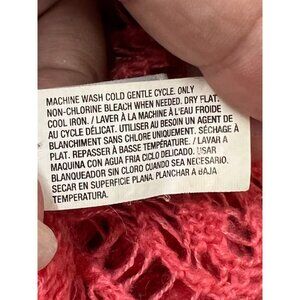 MACHINE WASH COLD GENTLE CYCLE. ONLY
NON-CHLORINE BLEACH WHEN NEEDED. DRY FLAT.
COOL IRON. / LAVER À LA MACHINE À L'EAU FROIDE
AU CYCLE DÉLICAT. UTILISER AU BESOIN UN AGENT DE
BLANCHIMENT SANS CHLORE UNIQUEMENT. SÉCHAGE À
PLAT. REPASSER À BASSE TEMPÉRATURE. / LAVAR A
MAQUINA CON AGUA FRIA CICLO DELICADO. USAR
BLANQUEADOR SIN CLORO CUANDO SEA NECESARIO.
SECAR EN SUPERFICIE PLANA. PLANCHAR A BAJA
TEMPERATURA.